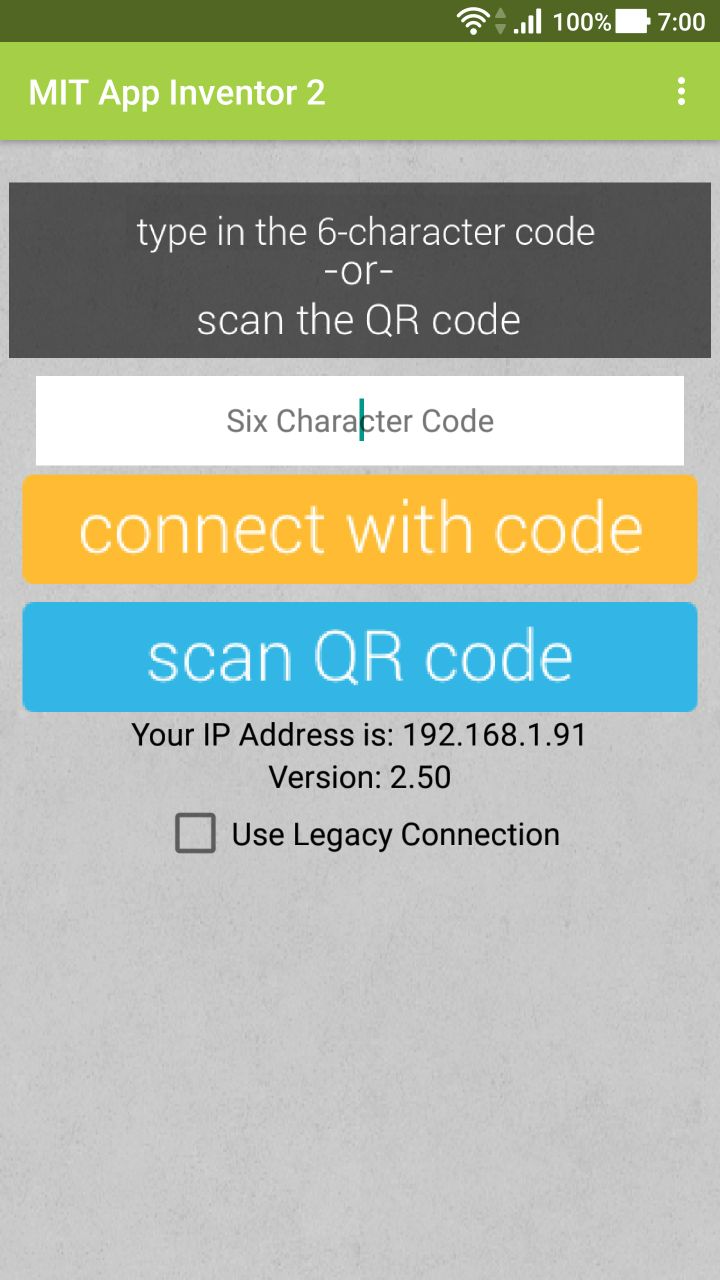 100% 7:00
MIT App Inventor 2
type in the 6-character code
-or-
scan the QR code
Six Character Code
connect with code
scan QR code
Your IP Address is: 192.168.1.91
Version: 2.50
Use Legacy Connection